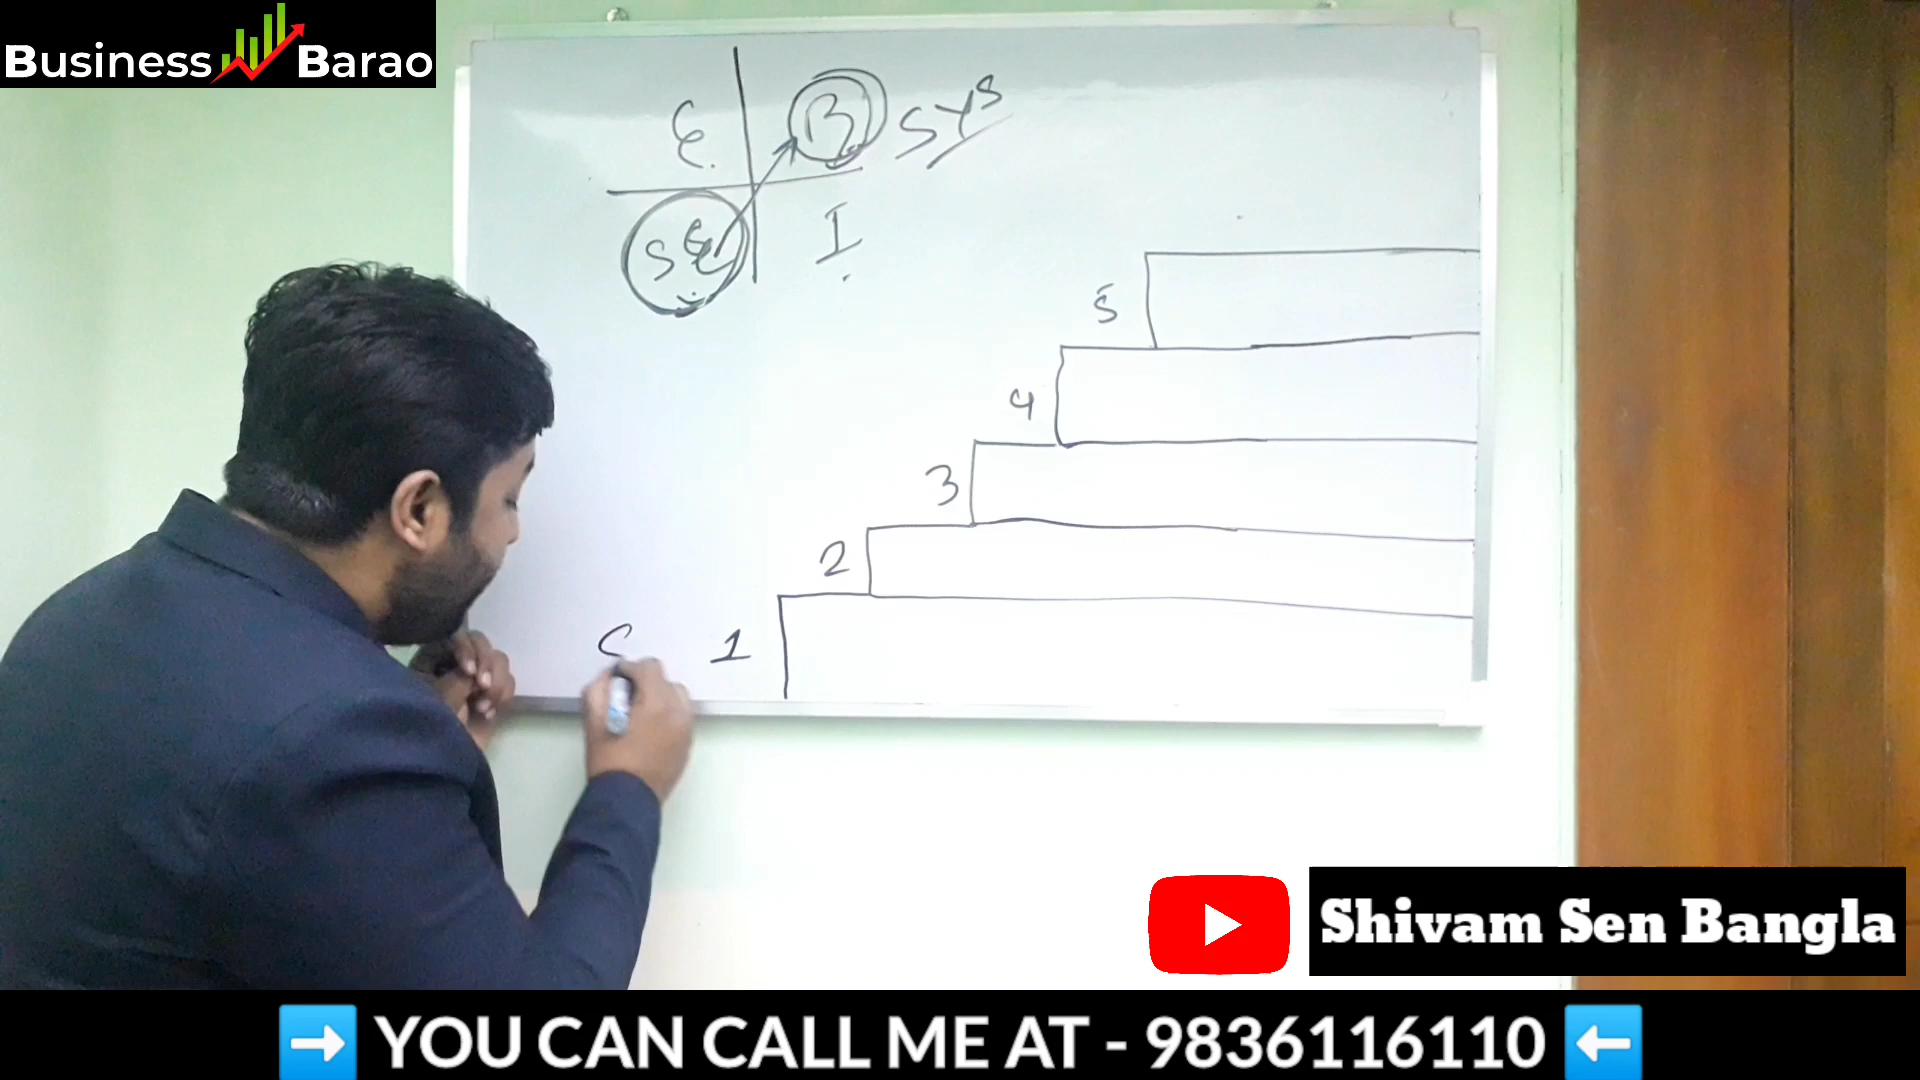 Business Barao
E. B sys
SE I
5
4
3
2
1
Shivam Sen Bangla
YOU CAN CALL ME AT - 9836116110